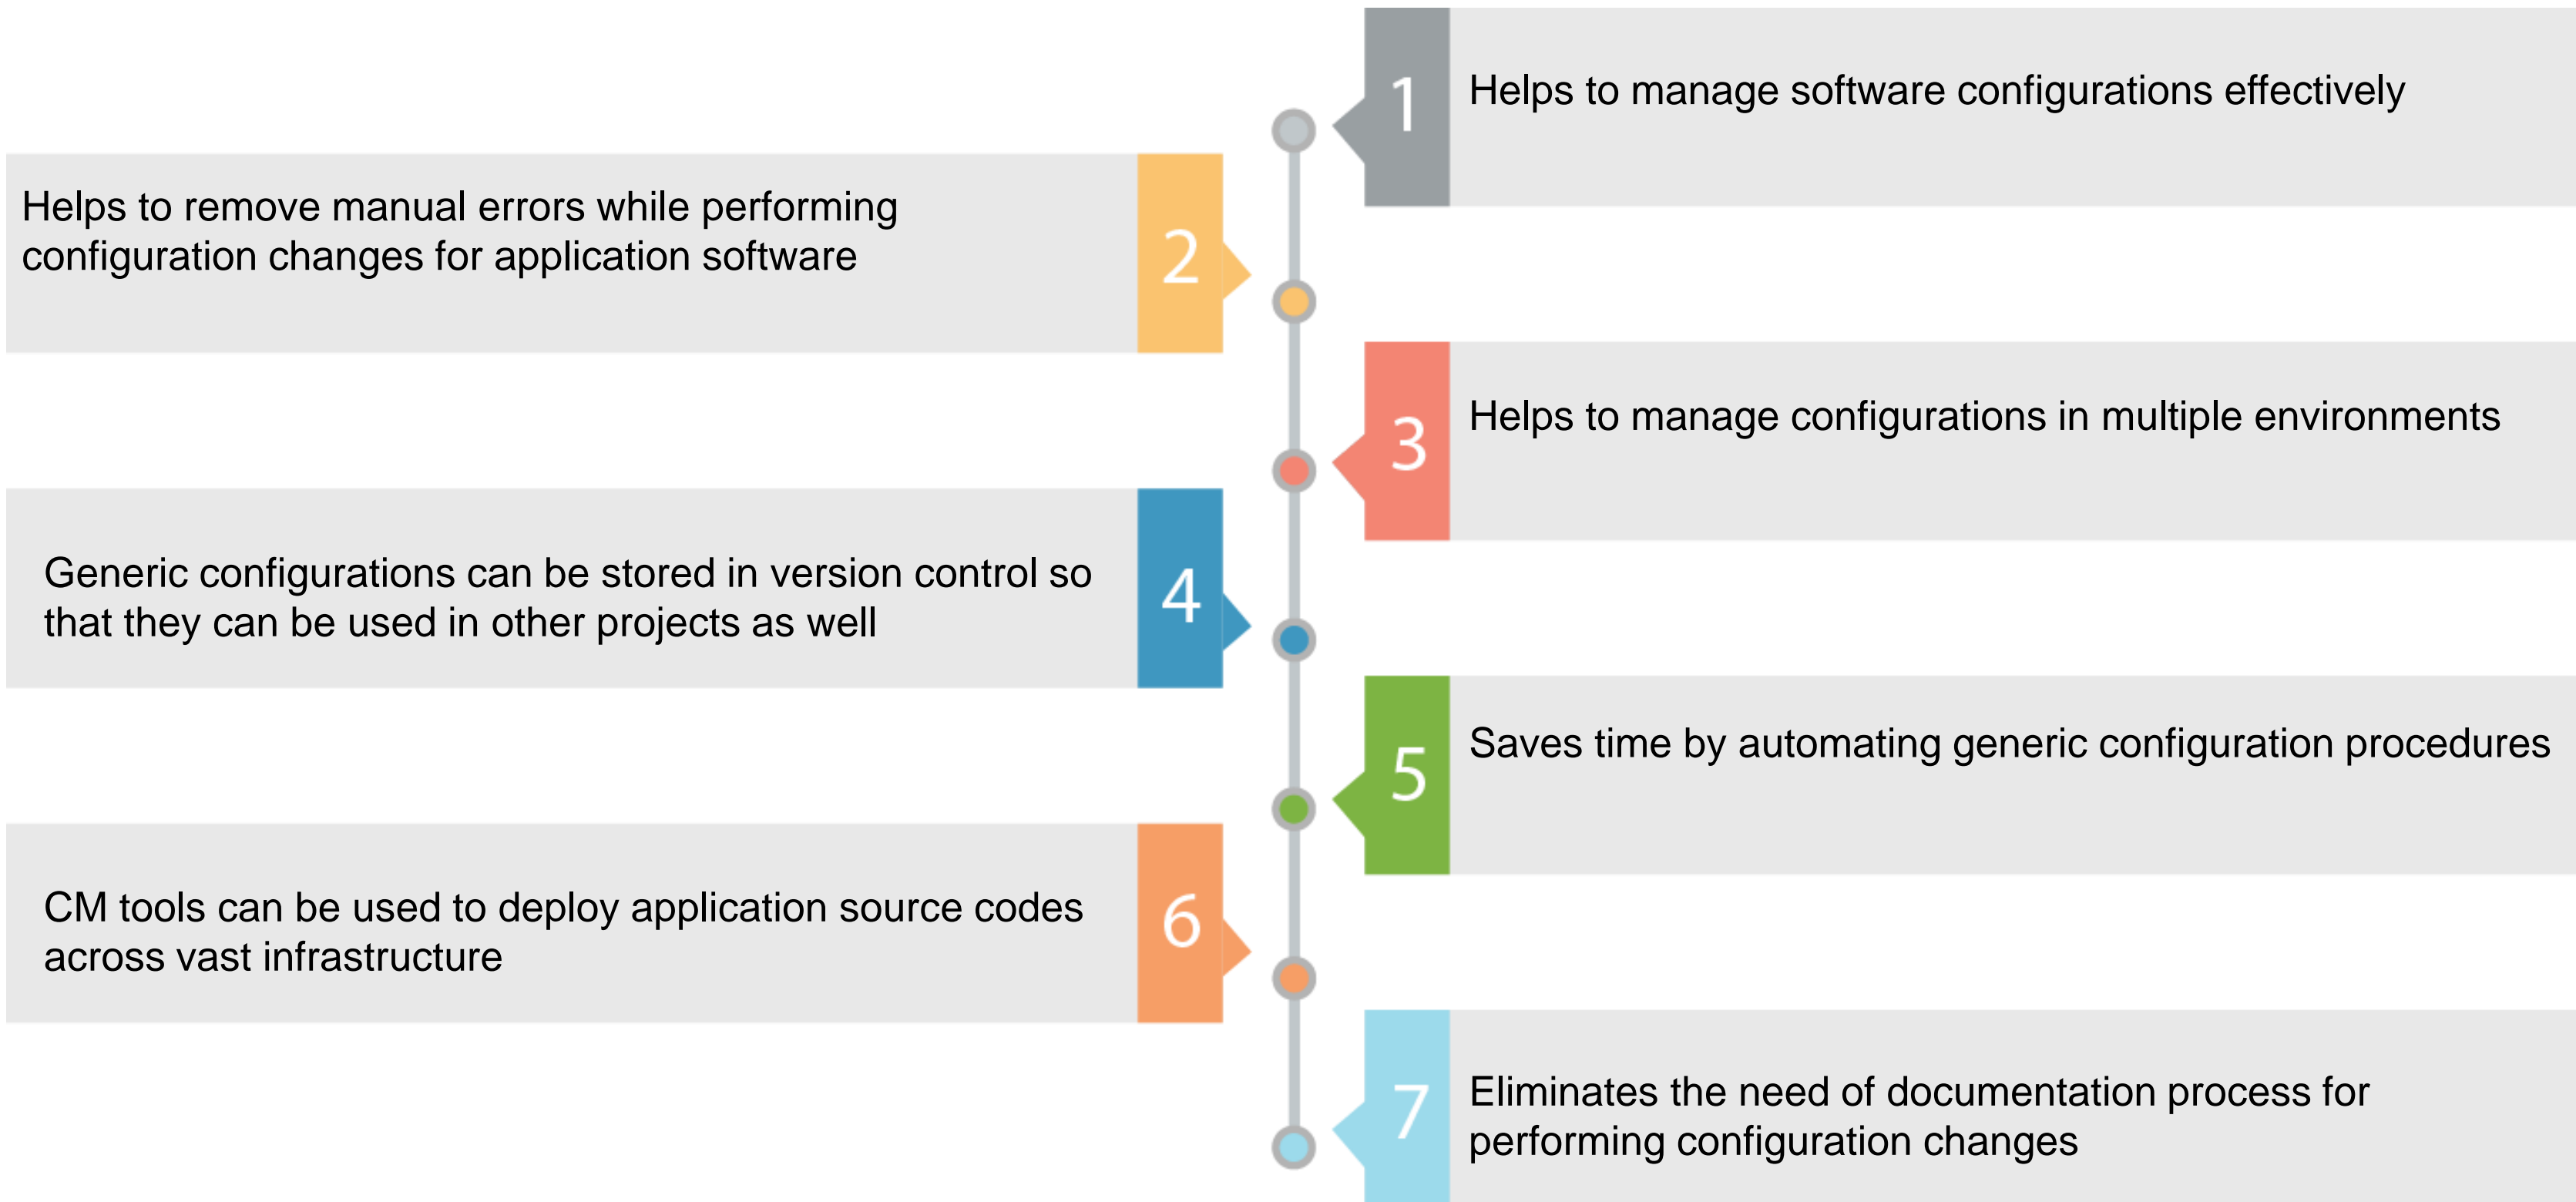 1
Helps to manage software configurations effectively
2
Helps to remove manual errors while performing
configuration changes for application software
3
Helps to manage configurations in multiple environments
4
Generic configurations can be stored in version control so
that they can be used in other projects as well
5
Saves time by automating generic configuration procedures
6
CM tools can be used to deploy application source codes
across vast infrastructure
7
Eliminates the need of documentation process for
performing configuration changes